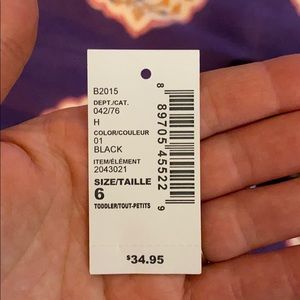 B2015
DEPT./CAT.
042/76
H
COLOR/COULEUR
01
BLACK
ITEM/ÉLÉMENT
2043021
SIZE/TAILLE
6
TODDLER/TOUT-PETITS
8 89705 45522 9
$34.95